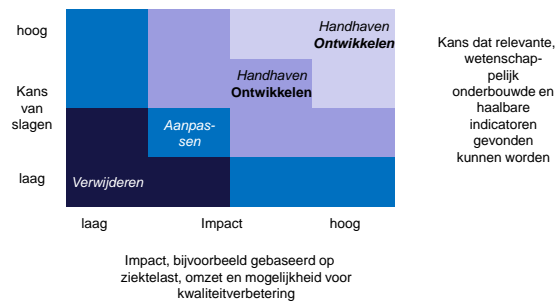 hoog
Handhaven
Ontwikkelen
Kans
van
slagen
Handhaven
Ontwikkelen
Aanpas-
sen
laag
Verwijderen
laag
Impact
hoog
Impact, bijvoorbeeld gebaseerd op
ziektelast, omzet en mogelijkheid voor
kwaliteitverbetering
Kans dat relevante,
wetenschap-
pelijk
onderbouwde en
haalbare
indicatoren
gevonden
kunnen worden